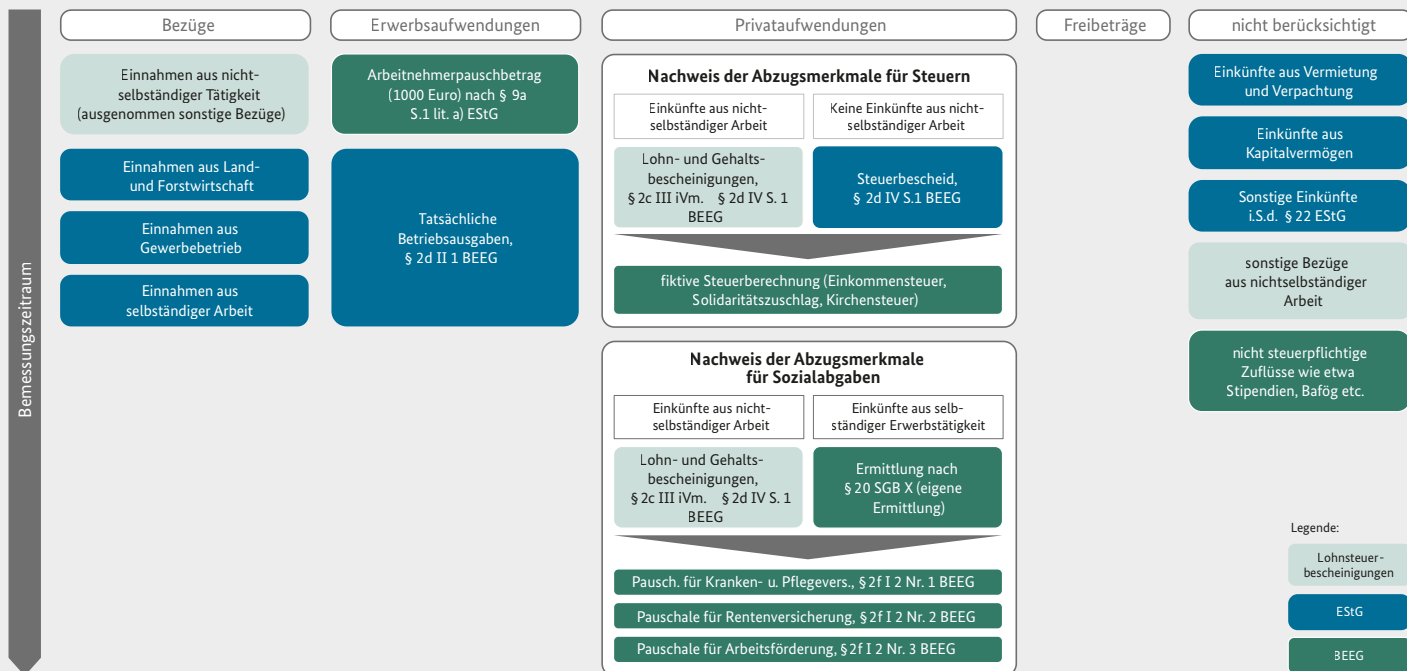 Bezüge
Erwerbsaufwendungen
Privataufwendungen
Freibeträge
nicht berücksichtigt
Bemessungszeitraum
Einnahmen aus nicht-
selbständiger Tätigkeit
(ausgenommen sonstige Bezüge)
Einnahmen aus Land-
und Forstwirtschaft
Einnahmen aus
Gewerbebetrieb
Einnahmen aus
selbständiger Arbeit
Arbeitnehmerpauschbetrag
(1000 Euro) nach § 9a
S.1 lit. a) EStG
Tatsächliche
Betriebsausgaben,
§ 2d II 1 BEEG
Nachweis der Abzugsmerkmale für Steuern
Einkünfte aus nicht-
selbständiger Arbeit
Keine Einkünfte aus nicht-
selbständiger Arbeit
Lohn- und Gehalts-
bescheinigungen,
§ 2c III iVm. § 2d IV S. 1
BEEG
Steuerbescheid,
§ 2d IV S.1 BEEG
fiktive Steuerberechnung (Einkommensteuer,
Solidaritätszuschlag, Kirchensteuer)
Nachweis der Abzugsmerkmale
für Sozialabgaben
Einkünfte aus nicht-
selbständiger Arbeit
Einkünfte aus selb-
ständiger Erwerbstätigkeit
Lohn- und Gehalts-
bescheinigungen,
§ 2c III iVm. § 2d IV S. 1
BEEG
Ermittlung nach
§ 20 SGB X (eigene
Ermittlung)
Pausch. für Kranken- u. Pflegevers., § 2f I 2 Nr. 1 BEEG
Pauschale für Rentenversicherung, § 2f I 2 Nr. 2 BEEG
Pauschale für Arbeitsförderung, § 2f I 2 Nr. 3 BEEG
Einkünfte aus Vermietung
und Verpachtung
Einkünfte aus
Kapitalvermögen
Sonstige Einkünfte
i.S.d. § 22 EStG
sonstige Bezüge
aus nichtselbständiger
Arbeit
nicht steuerpflichtige
Zuflüsse wie etwa
Stipendien, Bafög etc.
Legende:
Lohnsteuer-
bescheinigungen
EStG
BEEG